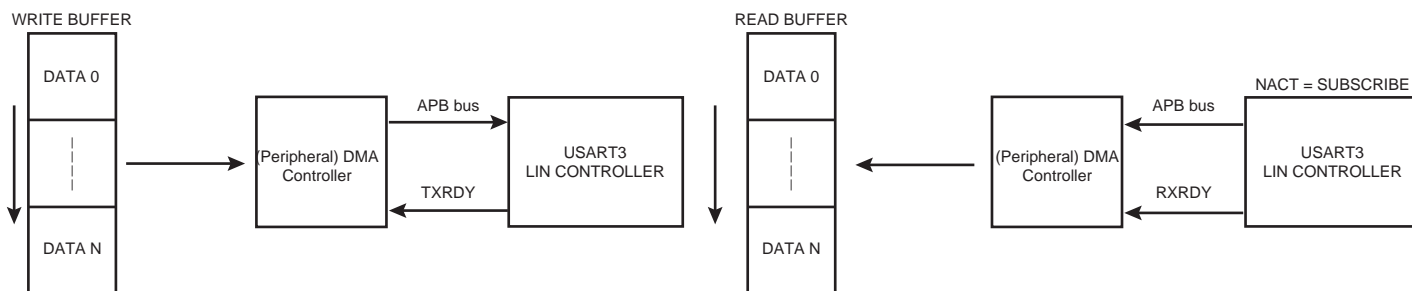 WRITE BUFFER
DATA 0
DATA N
(Peripheral) DMA
Controller
APB bus
TXRDY
USART3
LIN CONTROLLER
READ BUFFER
DATA 0
DATA N
(Peripheral) DMA
Controller
APB bus
RXRDY
NACT = SUBSCRIBE
USART3
LIN CONTROLLER